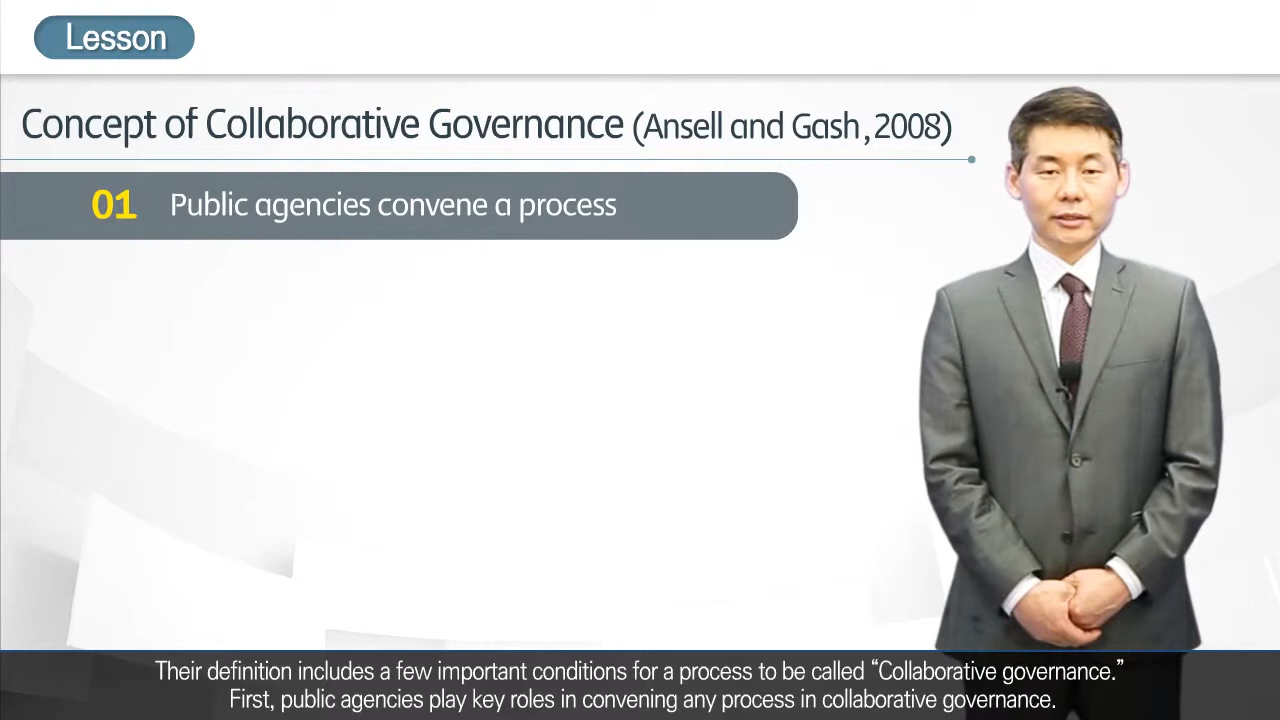 Lesson
Concept of Collaborative Governance (Ansell and Gash, 2008)
01 Public agencies convene a process
Their definition includes a few important conditions for a process to be called “Collaborative governance.”
First, public agencies play key roles in convening any process in collaborative governance.